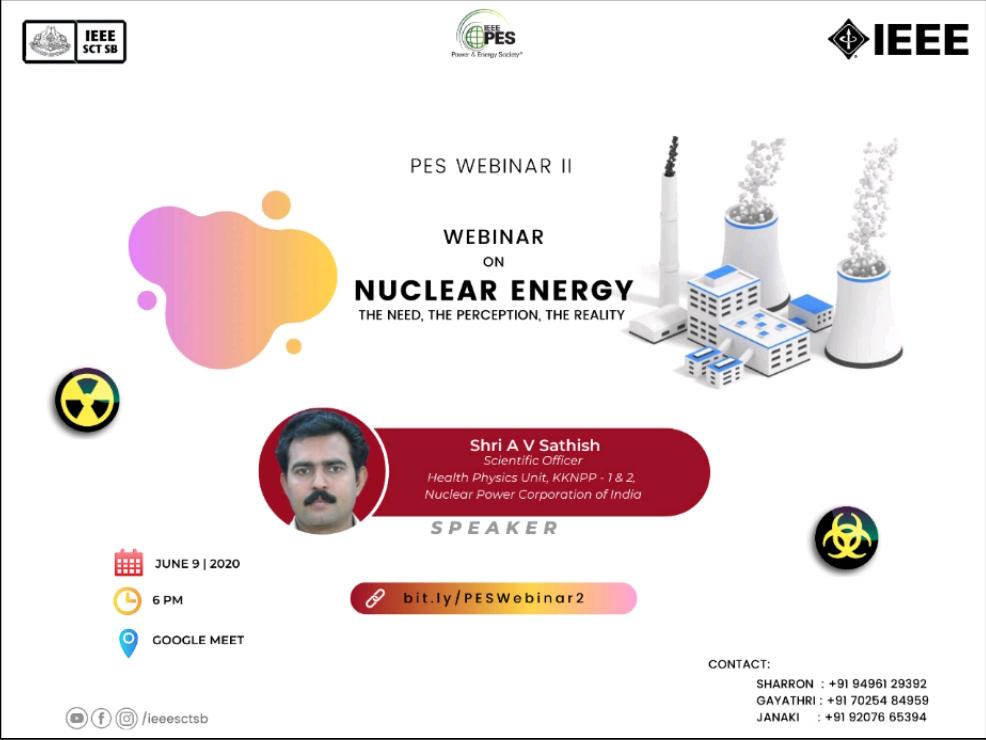 IEEE
SCT SB
IEEE
PES
Power & Energy Society®
IEEE
PES WEBINAR II
WEBINAR
ON
NUCLEAR ENERGY
THE NEED, THE PERCEPTION, THE REALITY
Shri A V Sathish
Scientific Officer
Health Physics Unit, KKNPP - 1 & 2,
Nuclear Power Corporation of India
SPEAKER
JUNE 9 | 2020
6 PM
GOOGLE MEET
bit.ly/PESWebinar2
CONTACT:
SHARRON : +91 94961 29392
GAYATHRI : +91 70254 84959
JANAKI : +91 92076 65394
/ieeesctsb